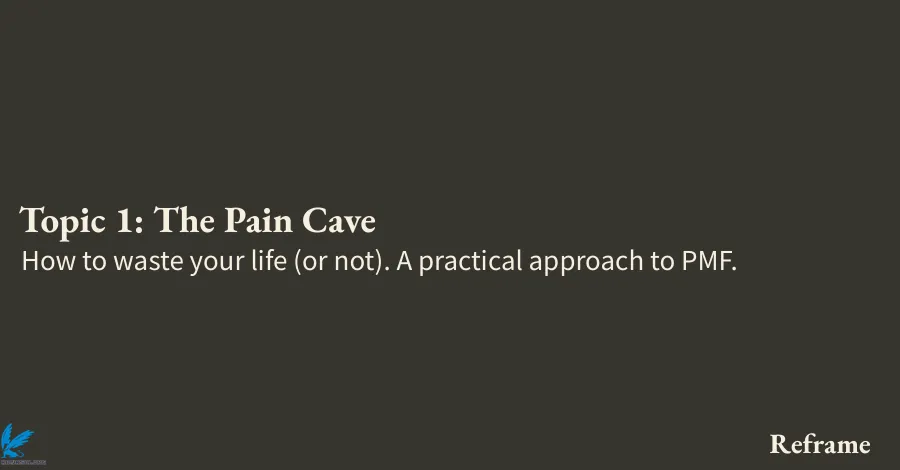 Topic 1: The Pain Cave
How to waste your life (or not). A practical approach to PMF.
Reframe